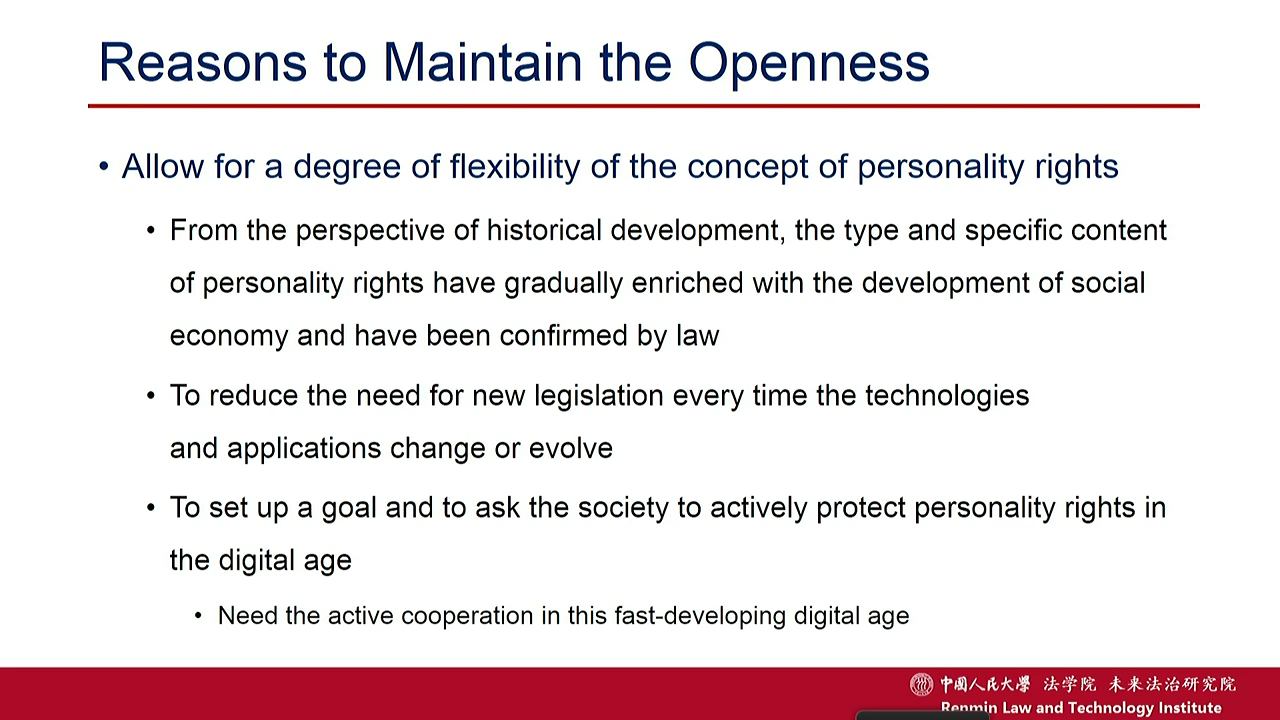 Reasons to Maintain the Openness
• Allow for a degree of flexibility of the concept of personality rights
• From the perspective of historical development, the type and specific content
of personality rights have gradually enriched with the development of social
economy and have been confirmed by law
• To reduce the need for new legislation every time the technologies
and applications change or evolve
• To set up a goal and to ask the society to actively protect personality rights in
the digital age
• Need the active cooperation in this fast-developing digital age
中國人民大學 法学院 未来法治研究院
Renmin Law and Technology Institute